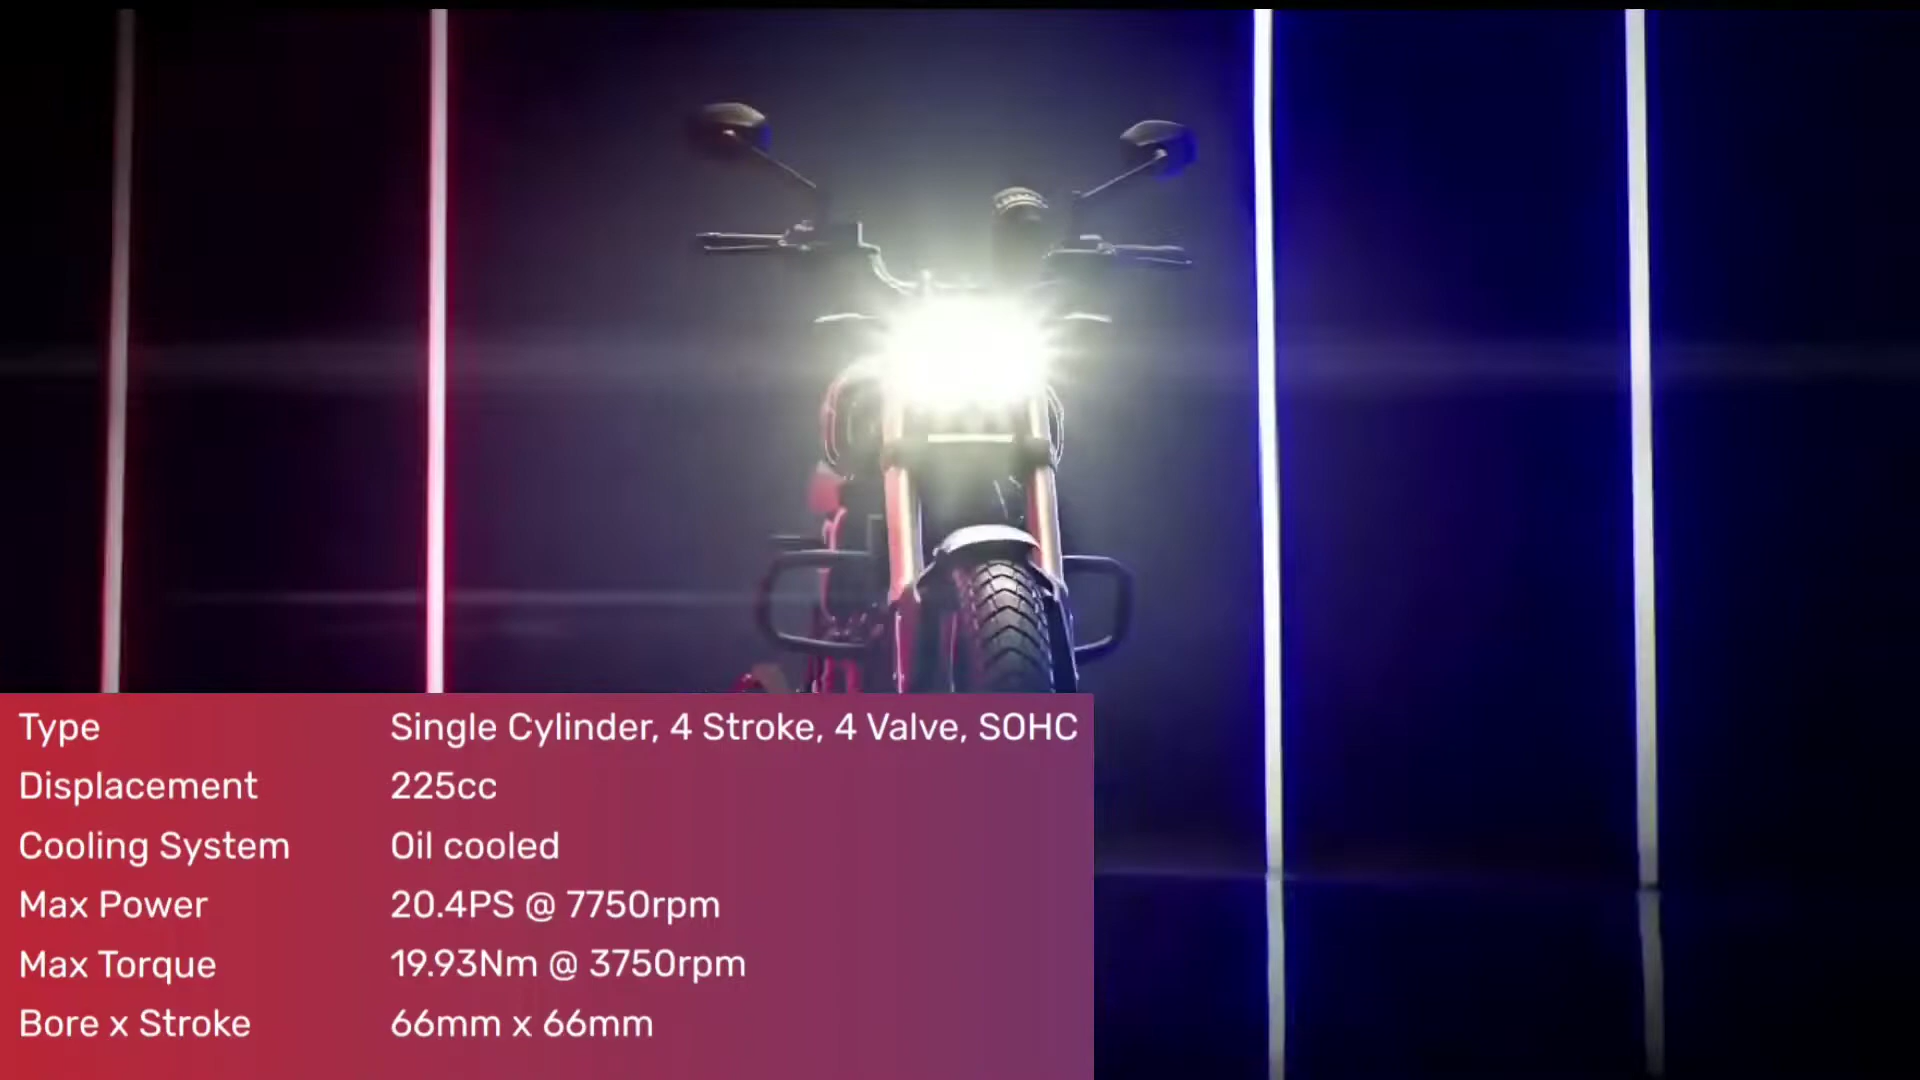 Type Single Cylinder, 4 Stroke, 4 Valve, SOHC
Displacement 225cc
Cooling System Oil cooled
Max Power 20.4PS @ 7750rpm
Max Torque 19.93Nm @ 3750rpm
Bore x Stroke 66mm x 66mm